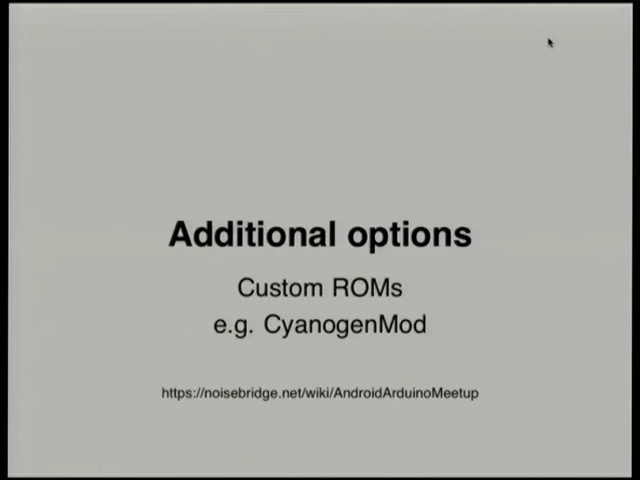 Additional options
Custom ROMs
e.g. CyanogenMod
https://noisebridge.net/wiki/AndroidArduinoMeetup